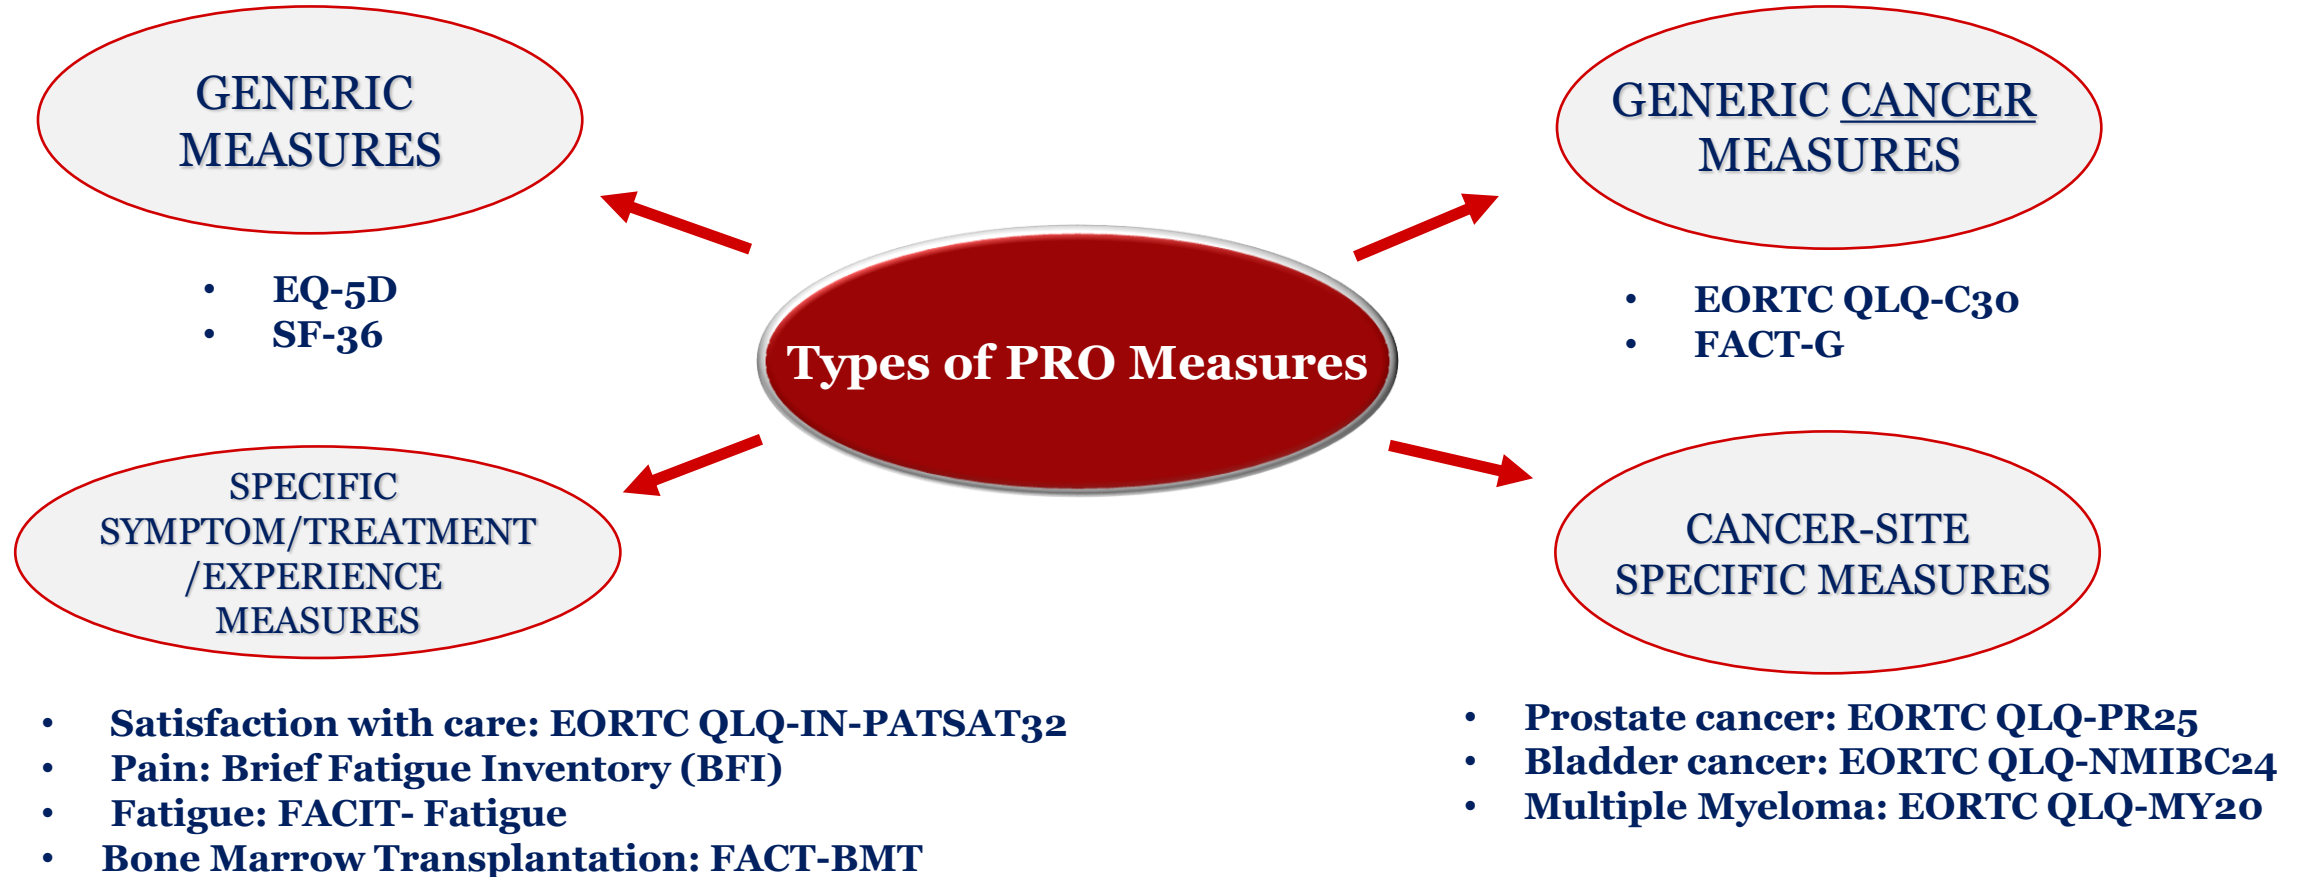 GENERIC
MEASURES
• EQ-5D
• SF-36
GENERIC CANCER
MEASURES
• EORTC QLQ-C30
• FACT-G
Types of PRO Measures
SPECIFIC
SYMPTOM/TREATMENT
/EXPERIENCE
MEASURES
• Satisfaction with care: EORTC QLQ-IN-PATSAT32
• Pain: Brief Fatigue Inventory (BFI)
• Fatigue: FACIT- Fatigue
• Bone Marrow Transplantation: FACT-BMT
CANCER-SITE
SPECIFIC MEASURES
• Prostate cancer: EORTC QLQ-PR25
• Bladder cancer: EORTC QLQ-NMIBC24
• Multiple Myeloma: EORTC QLQ-MY20